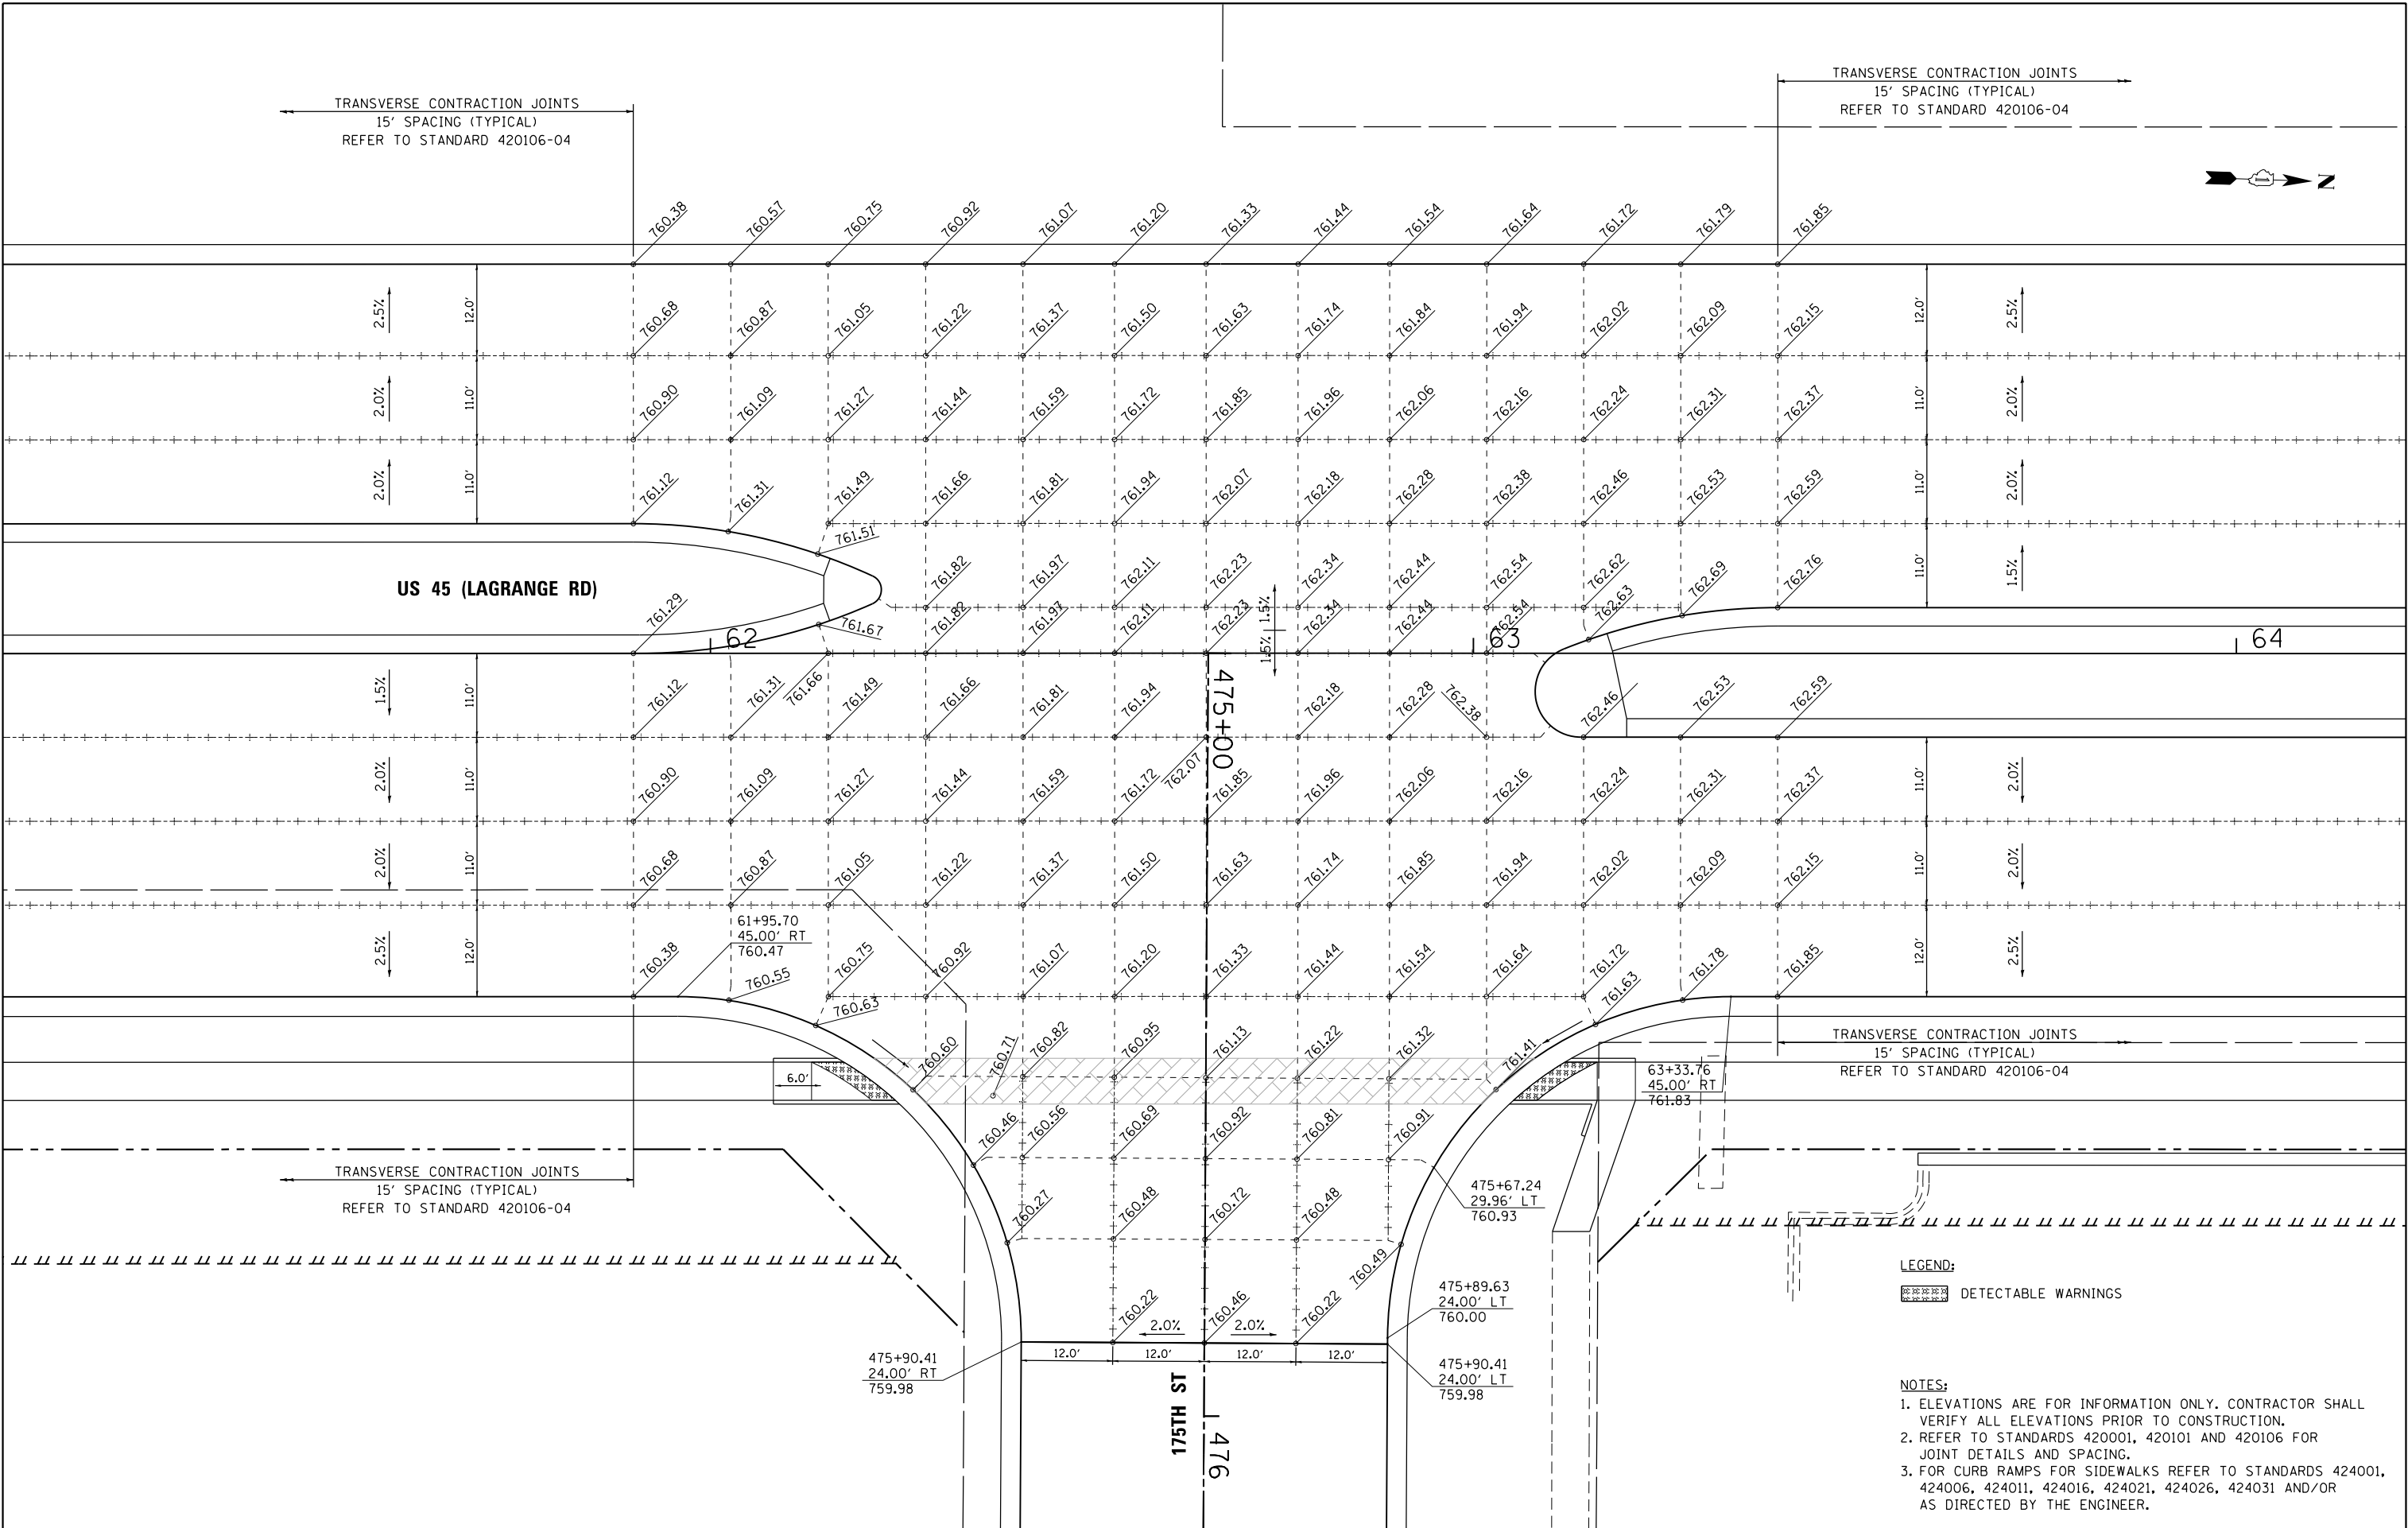 TRANSVERSE CONTRACTION JOINTS
15' SPACING (TYPICAL)
REFER TO STANDARD 420106-04
TRANSVERSE CONTRACTION JOINTS
15' SPACING (TYPICAL)
REFER TO STANDARD 420106-04
N
760.38 760.57 760.75 760.92 761.07 761.20 761.33 761.44 761.54 761.64 761.72 761.79 761.85
2.5% 12.0' 12.0' 2.5%
760.68 760.87 761.05 761.22 761.37 761.50 761.63 761.74 761.84 761.94 762.02 762.09 762.15
2.0% 11.0' 11.0' 2.0%
760.90 761.09 761.27 761.44 761.59 761.72 761.85 761.96 762.06 762.16 762.24 762.31 762.37
2.0% 11.0' 11.0' 2.0%
761.12 761.31 761.49 761.66 761.81 761.94 762.07 762.18 762.28 762.38 762.46 762.53 762.59
761.51
11.0' 1.5%
US 45 (LAGRANGE RD)
761.82 761.97 762.11 762.23 762.34 762.44 762.54 762.62 762.69 762.76
761.29 761.67 761.82 761.97 762.11 762.23 762.34 762.44 762.54 762.63
1.5% 1.5%
62 63 64
1.5% 11.0'
761.12 761.31 761.66 761.49 761.66 761.81 761.94 762.07 762.18 762.28 762.38 762.46 762.53 762.59
475+00
2.0% 11.0' 11.0' 2.0%
760.90 761.09 761.27 761.44 761.59 761.72 761.85 761.96 762.06 762.16 762.24 762.31 762.37
2.0% 11.0' 11.0' 2.0%
760.68 760.87 761.05 761.22 761.37 761.50 761.63 761.74 761.85 761.94 762.02 762.09 762.15
61+95.70
45.00' RT
760.47
2.5% 12.0' 12.0' 2.5%
760.38 760.55 760.75 760.92 761.07 761.20 761.33 761.44 761.54 761.64 761.72 761.78 761.85
760.63 761.63
760.60 760.71 760.82 760.95 761.13 761.22 761.32 761.41
6.0'
63+33.76
45.00' RT
761.83
TRANSVERSE CONTRACTION JOINTS
15' SPACING (TYPICAL)
REFER TO STANDARD 420106-04
760.46 760.56 760.69 760.92 760.81 760.91
TRANSVERSE CONTRACTION JOINTS
15' SPACING (TYPICAL)
REFER TO STANDARD 420106-04
475+67.24
29.96' LT
760.93
760.27 760.48 760.72 760.48 760.49
475+89.63
24.00' LT
760.00
760.22 760.46 760.22
2.0% 2.0%
12.0' 12.0' 12.0' 12.0'
475+90.41
24.00' RT
759.98
475+90.41
24.00' LT
759.98
175TH ST
476
LEGEND:
DETECTABLE WARNINGS
NOTES:
1. ELEVATIONS ARE FOR INFORMATION ONLY. CONTRACTOR SHALL
VERIFY ALL ELEVATIONS PRIOR TO CONSTRUCTION.
2. REFER TO STANDARDS 420001, 420101 AND 420106 FOR
JOINT DETAILS AND SPACING.
3. FOR CURB RAMPS FOR SIDEWALKS REFER TO STANDARDS 424001,
424006, 424011, 424016, 424021, 424026, 424031 AND/OR
AS DIRECTED BY THE ENGINEER.